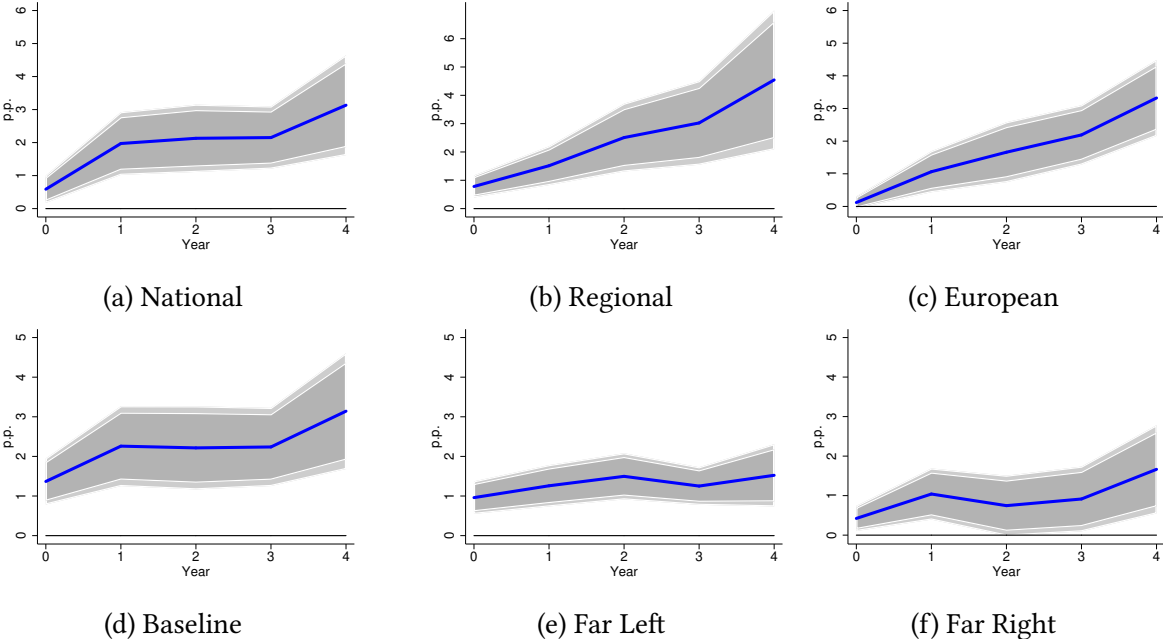 6
5
4
3
2
1
0
p.p.
0 1 2 3 4
Year
(a) National
6
5
4
3
2
1
0
p.p.
0 1 2 3 4
Year
(b) Regional
6
5
4
3
2
1
0
p.p.
0 1 2 3 4
Year
(c) European
5
4
3
2
1
0
p.p.
0 1 2 3 4
Year
(d) Baseline
5
4
3
2
1
0
p.p.
0 1 2 3 4
Year
(e) Far Left
5
4
3
2
1
0
p.p.
0 1 2 3 4
Year
(f) Far Right